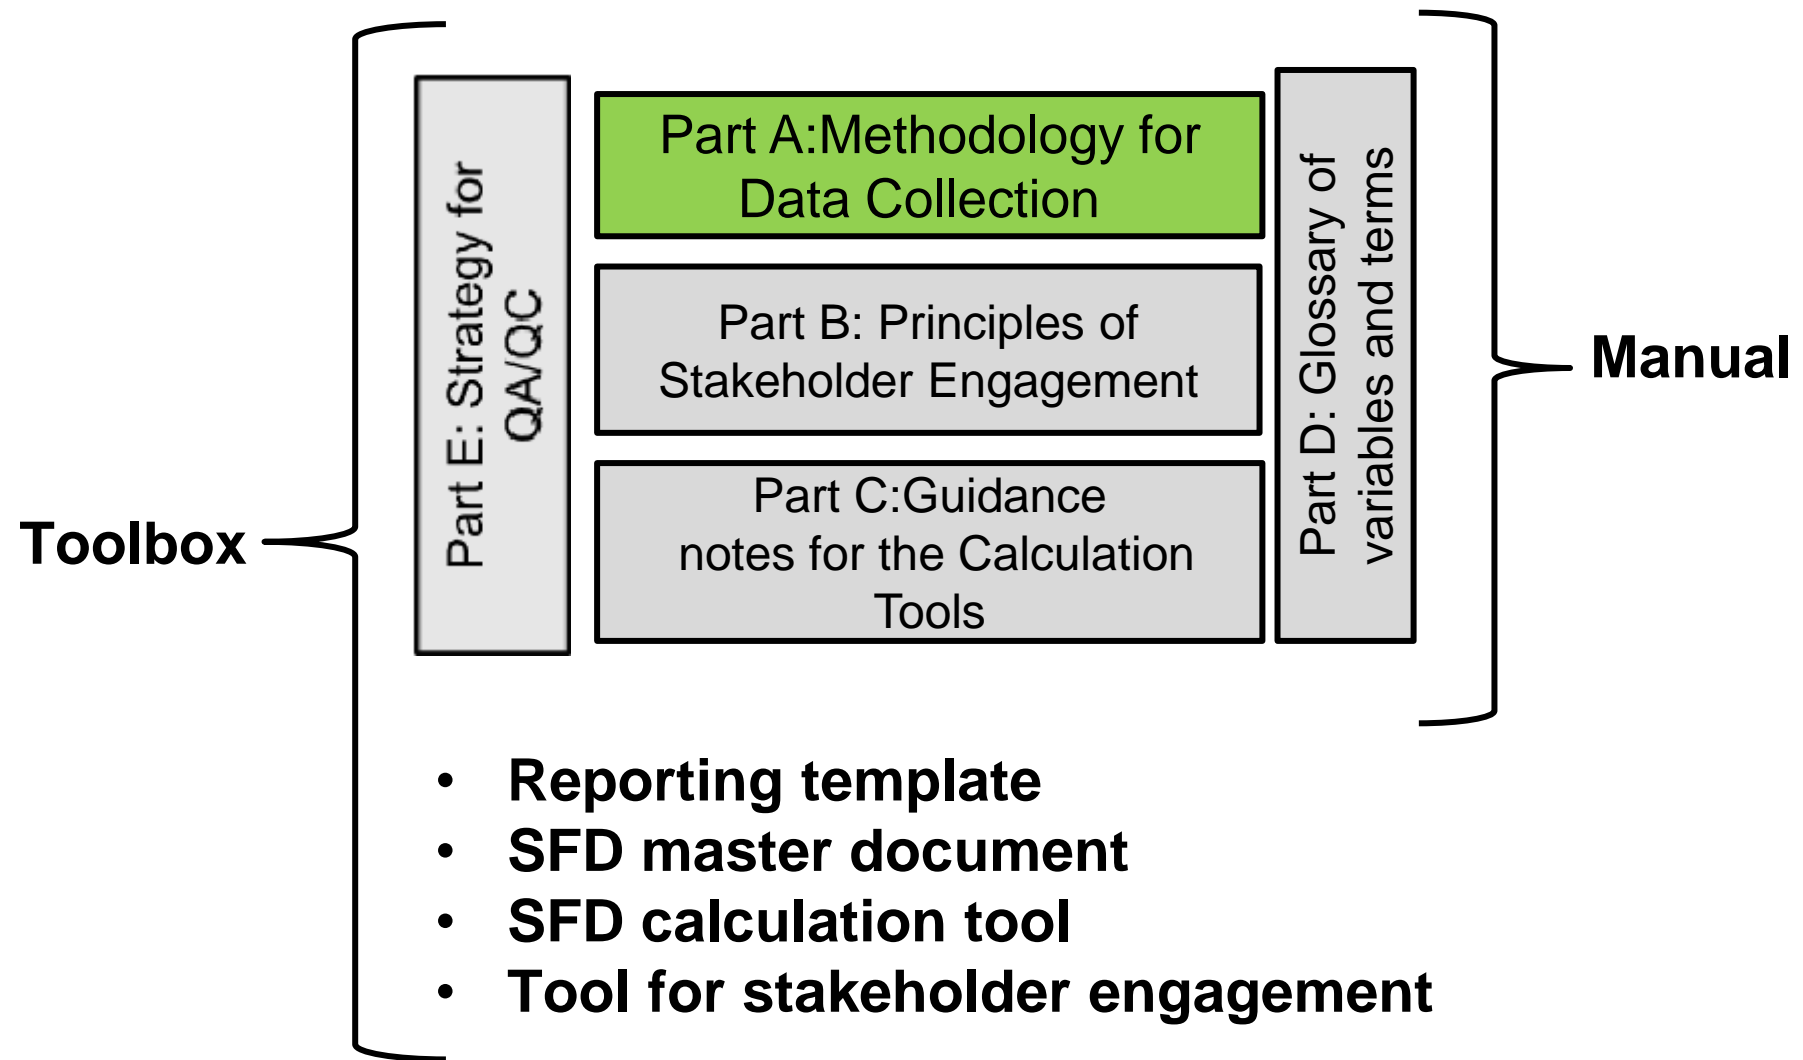 Toolbox
Part E: Strategy for
QA/QC
Part A:Methodology for
Data Collection
Part B: Principles of
Stakeholder Engagement
Part C:Guidance
notes for the Calculation
Tools
Part D: Glossary of
variables and terms
Manual
• Reporting template
• SFD master document
• SFD calculation tool
• Tool for stakeholder engagement